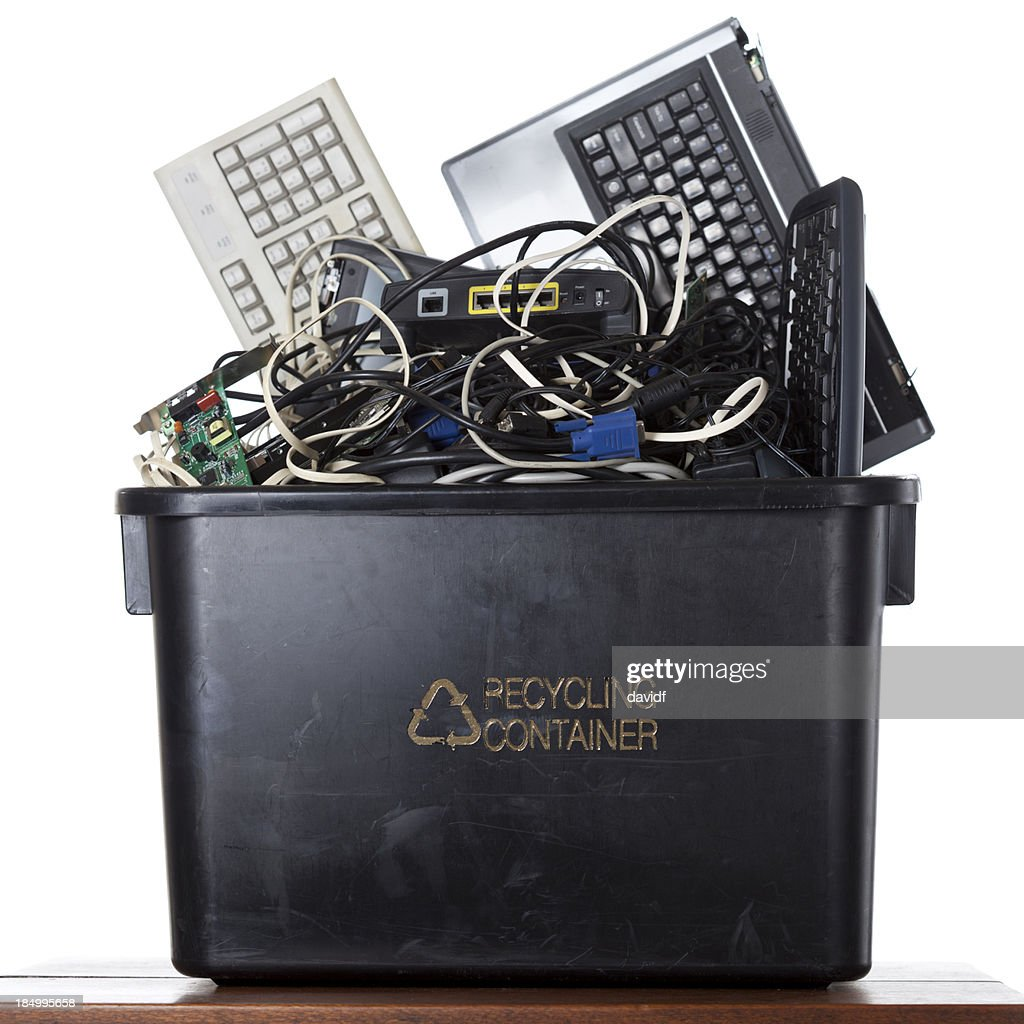 gettyimages®
davidf
RECYCLING
CONTAINER
184995658